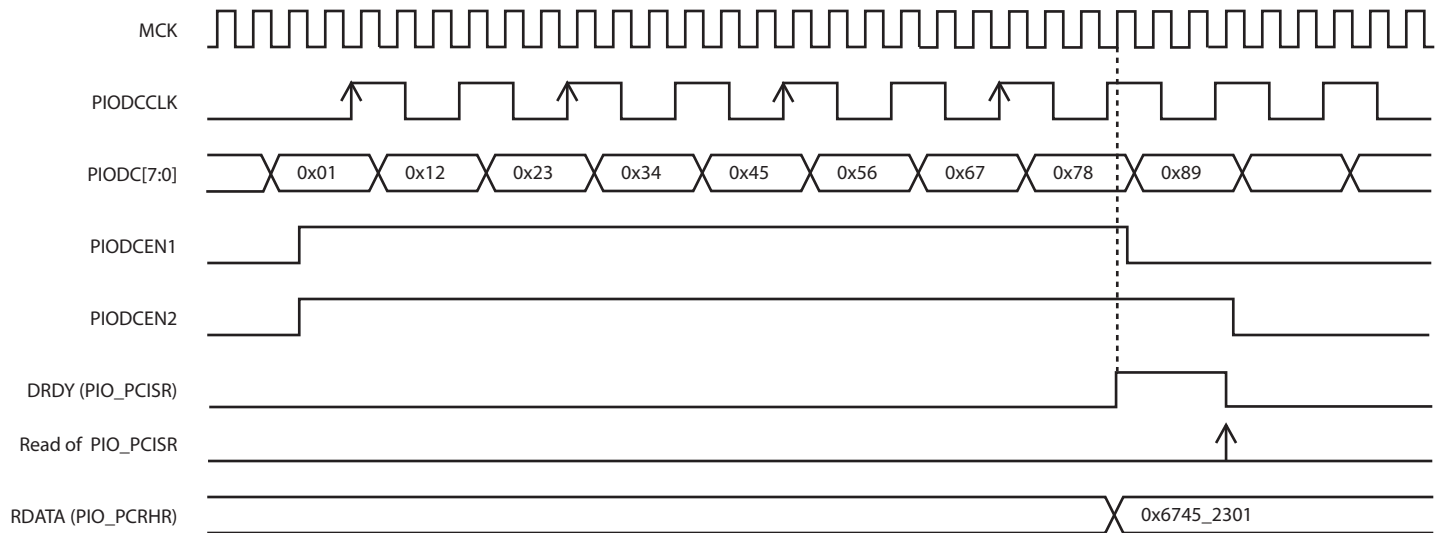 MCK
PIODCCLK
PIODC[7:0] 0x01 0x12 0x23 0x34 0x45 0x56 0x67 0x78 0x89
PIODCEN1
PIODCEN2
DRDY (PIO_PCISR)
Read of PIO_PCISR
RDATA (PIO_PCRHR) 0x6745_2301